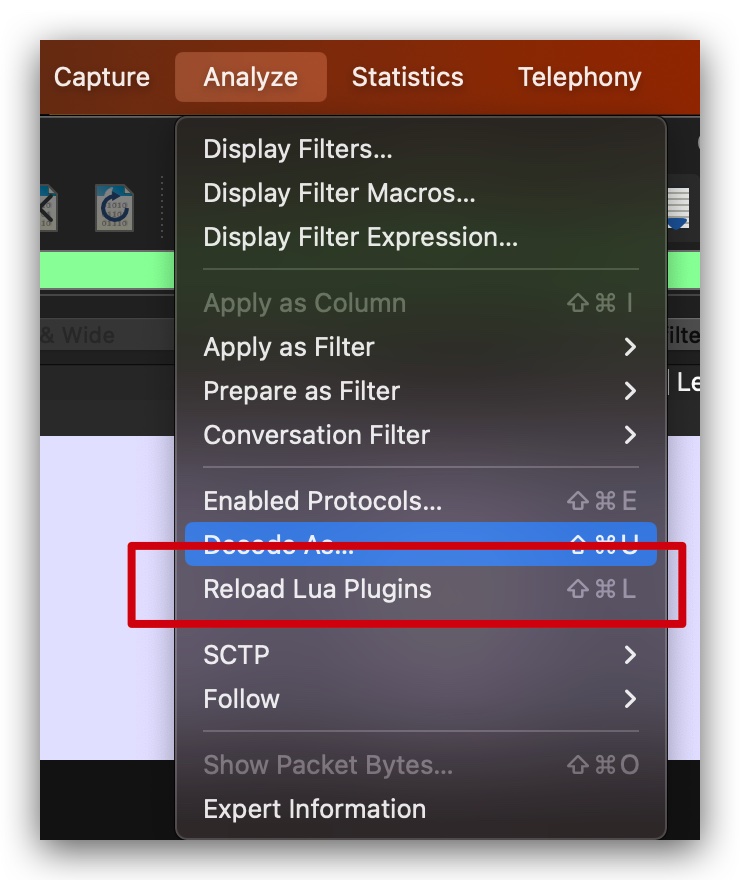 Capture Analyze Statistics Telephony
Display Filters...
Display Filter Macros...
Display Filter Expression...
Apply as Column ⇧⌘ I
& Wide
Apply as Filter
Le
Prepare as Filter
Conversation Filter
Enabled Protocols... ⇧⌘E
Decode As... ⇧⌘U
Reload Lua Plugins ⇧⌘L
SCTP
Follow
Show Packet Bytes... ⇧⌘O
Expert Information